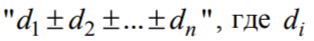 "d₁ ± d₂ ± ... ± dₙ", где dᵢ